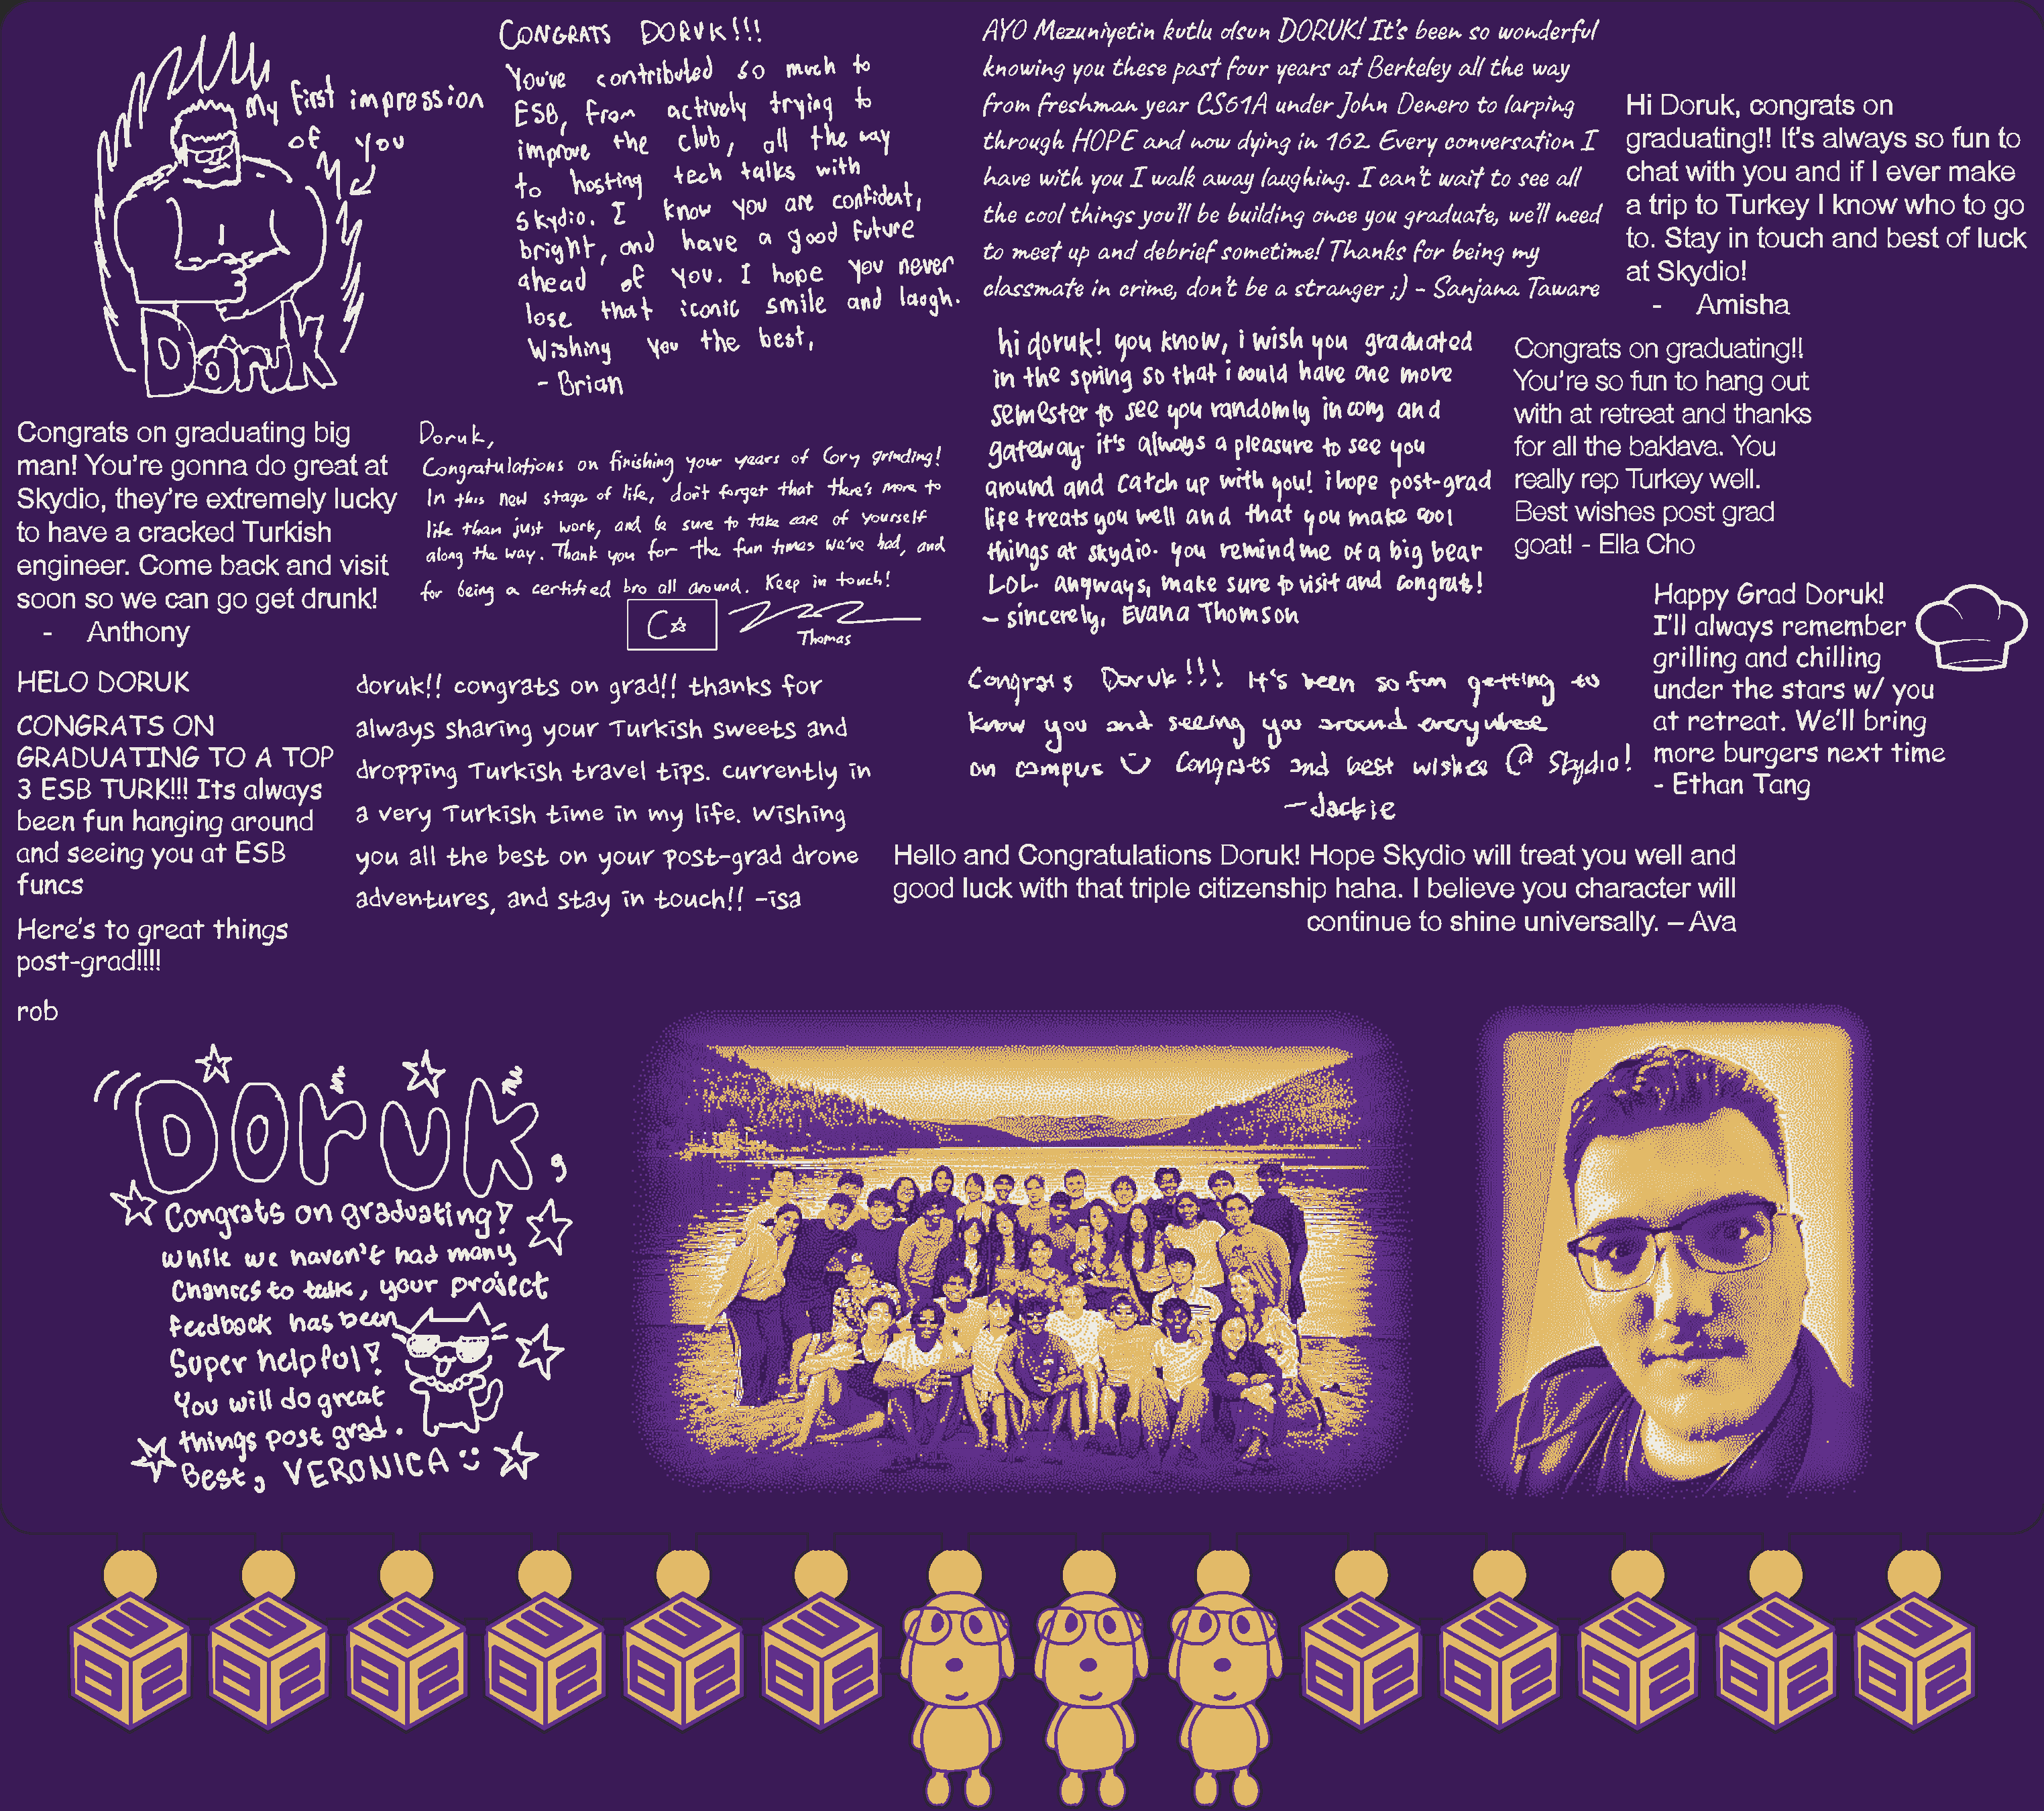 My first impression
of you
Doruk
CONGRATS DORUK!!!
You've contributed so much to
ESB, from actively trying to
improve the club, all the way
to hosting tech talks with
Skydio. I know you are confident,
bright, and have a good future
ahead of you. I hope you never
lose that iconic smile and laugh.
Wishing you the best,
- Brian
AYO Mezuniyetin kutlu olsun DORUK! It's been so wonderful
knowing you these past four years at Berkeley all the way
from freshman year CS61A under John Denero to larping
through HOPE and now dying in 162. Every conversation I
have with you I walk away laughing. I can't wait to see all
the cool things you'll be building once you graduate, we'll need
to meet up and debrief sometime! Thanks for being my
classmate in crime, don't be a stranger ;) - Sanjana Taware
Hi Doruk, congrats on
graduating!! It's always so fun to
chat with you and if I ever make
a trip to Turkey I know who to go
to. Stay in touch and best of luck
at Skydio!
- Amisha
hi doruk! you know, i wish you graduated
in the spring so that i could have one more
semester to see you randomly in cory and
gateway. it's always a pleasure to see you
around and catch up with you! i hope post-grad
life treats you well and that you make cool
things at skydio. you remind me of a big bear
LOL. anyways, make sure to visit and congrats!
- sincerely, Evana Thomson
Congrats on graduating!!
You're so fun to hang out
with at retreat and thanks
for all the baklava. You
really rep Turkey well.
Best wishes post grad
goat! - Ella Cho
Congrats on graduating big
man! You're gonna do great at
Skydio, they're extremely lucky
to have a cracked Turkish
engineer. Come back and visit
soon so we can go get drunk!
- Anthony
Doruk,
Congratulations on finishing your years of Cory grinding!
In this new stage of life, don't forget that there's more to
life than just work, and be sure to take care of yourself
along the way. Thank you for the fun times we've had, and
for being a certified bro all around. Keep in touch!
Thomas
Happy Grad Doruk!
I'll always remember
grilling and chilling
under the stars w/ you
at retreat. We'll bring
more burgers next time
- Ethan Tang
HELO DORUK
CONGRATS ON
GRADUATING TO A TOP
3 ESB TURK!!! Its always
been fun hanging around
and seeing you at ESB
funcs
Here's to great things
post-grad!!!!
rob
doruk!! congrats on grad!! thanks for
always sharing your Turkish sweets and
dropping Turkish travel tips. currently in
a very Turkish time in my life. wishing
you all the best on your post-grad drone
adventures, and stay in touch!! -isa
Congrats Doruk!!! It's been so fun getting to
know you and seeing you around everywhere
on campus Congrats and best wishes @ Skydio!
- Jackie
Hello and Congratulations Doruk! Hope Skydio will treat you well and
good luck with that triple citizenship haha. I believe you character will
continue to shine universally. – Ava
Doruk,
Congrats on graduating!
While we haven't had many
chances to talk, your project
feedback has been
super helpful!
You will do great
things post grad.
Best, VERONICA